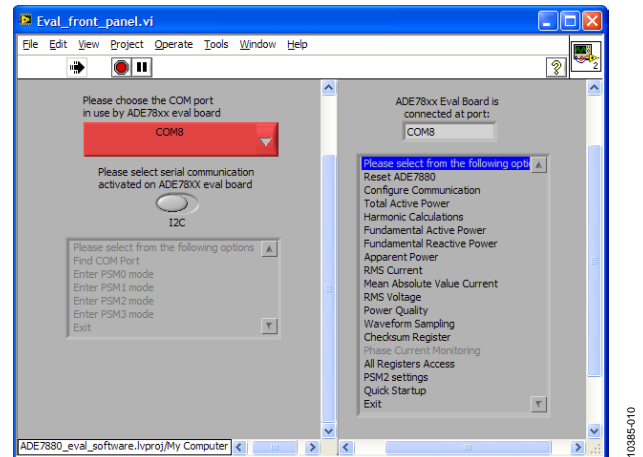 Eval_front_panel.vi
File Edit View Project Operate Tools Window Help
2
Please choose the COM port
in use by ADE78xx eval board
COM8
Please select serial communication
activated on ADE78XX eval board
I2C
Please select from the following options
Find COM Port
Enter PSM0 mode
Enter PSM1 mode
Enter PSM2 mode
Enter PSM3 mode
Exit
ADE78xx Eval Board is
connected at port:
COM8
Please select from the following opti
Reset ADE7880
Configure Communication
Total Active Power
Harmonic Calculations
Fundamental Active Power
Fundamental Reactive Power
Apparent Power
RMS Current
Mean Absolute Value Current
RMS Voltage
Power Quality
Waveform Sampling
Checksum Register
Phase Current Monitoring
All Registers Access
PSM2 settings
Quick Startup
Exit
ADE7880_eval_software.lvproj/My Computer
10385-010